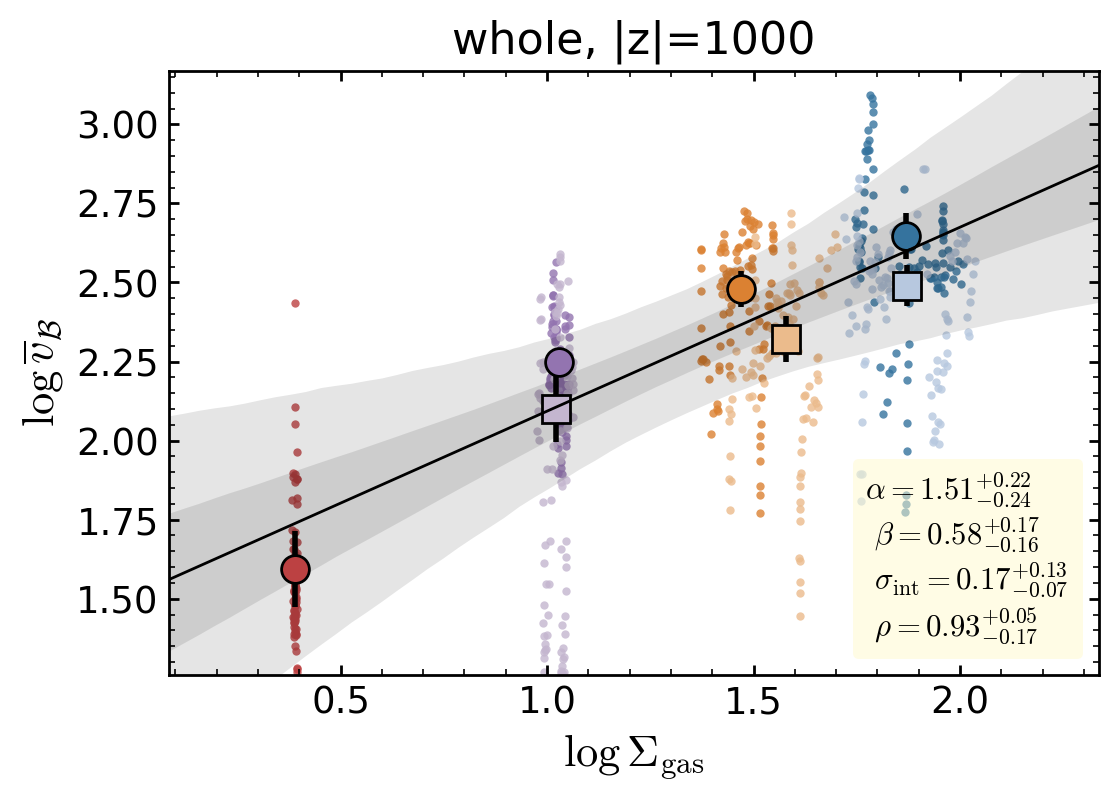 whole, |z|=1000
3.00
2.75
2.50
2.25
2.00
1.75
1.50
log v̅_ℬ
α = 1.51^{+0.22}_{−0.24}
β = 0.58^{+0.17}_{−0.16}
σ_int = 0.17^{+0.13}_{−0.07}
ρ = 0.93^{+0.05}_{−0.17}
0.5 1.0 1.5 2.0
log Σ_gas